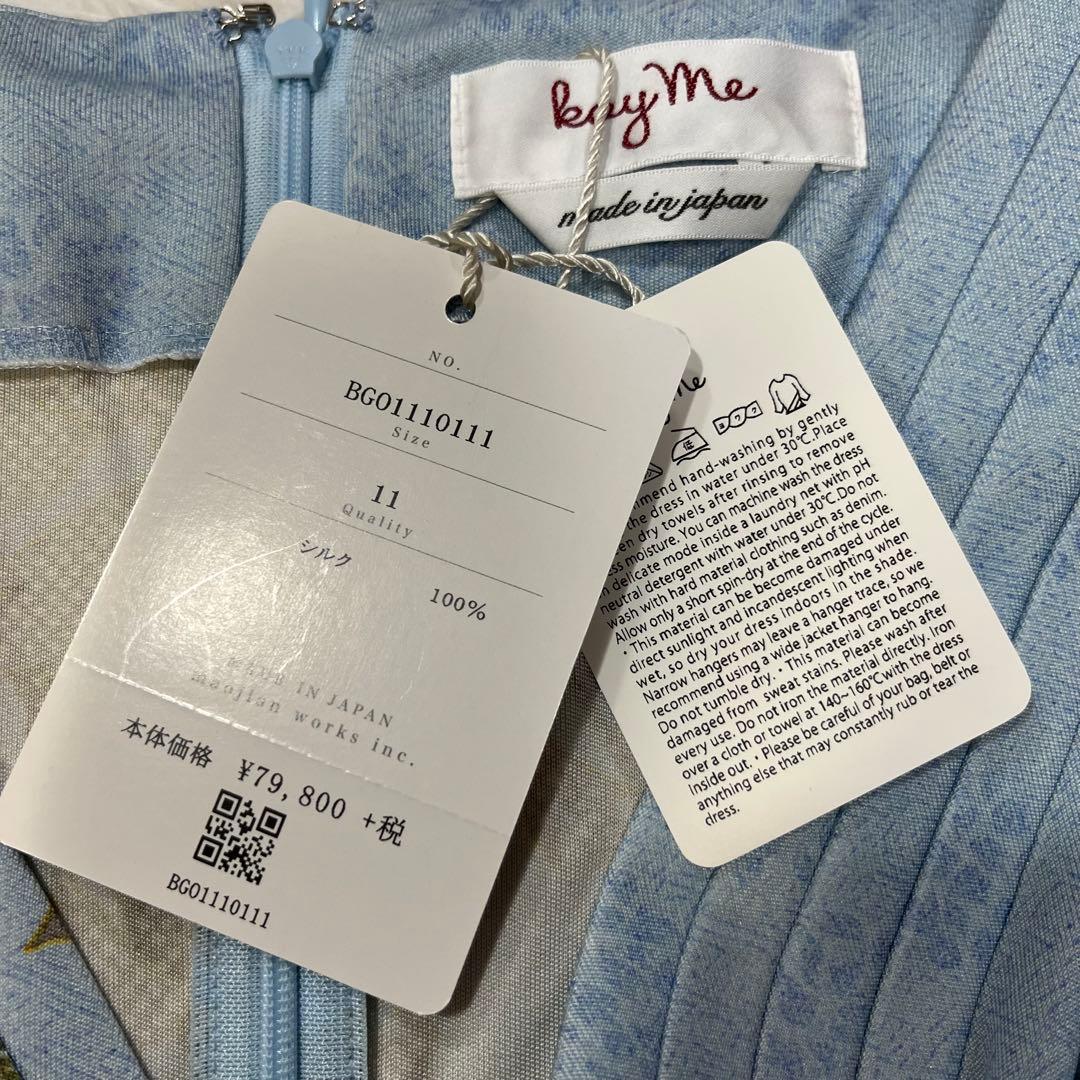 kay me
made in japan
NO.
BGO1110111
Size
11
Quality
シルク
100%
MADE IN JAPAN
maojian works inc.
本体価格 ¥79,800 +税
BGO1110111
me
hand-washing by gently
the dress in water under 30℃.Place
dry towels after rinsing to remove
moisture. You can machine wash the dress
delicate mode inside a laundry net with pH
neutral detergent with water under 30℃.Do not
wash with hard material clothing such as denim.
Allow only a short spin-dry at the end of the cycle.
・This material can be become damaged under
direct sunlight and incandescent lighting when
wet, so dry your dress indoors in the shade.
Narrow hangers may leave a hanger trace, so we
recommend using a wide jacket hanger to hang.
Do not tumble dry. ・This material can become
damaged from sweat stains. Please wash after
every use. Do not iron the material directly. Iron
over a cloth or towel at 140~160℃with the dress
inside out. ・Please be careful of your bag, belt or
anything else that may constantly rub or tear the
dress.